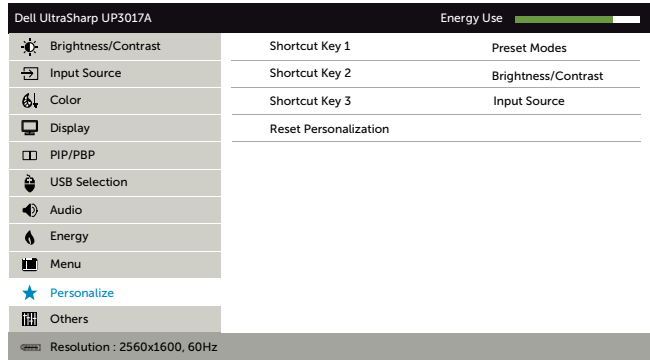 Dell UltraSharp UP3017A Energy Use
Brightness/Contrast Shortcut Key 1 Preset Modes
Input Source Shortcut Key 2 Brightness/Contrast
Color Shortcut Key 3 Input Source
Display Reset Personalization
PIP/PBP
USB Selection
Audio
Energy
Menu
Personalize
Others
Resolution : 2560x1600, 60Hz